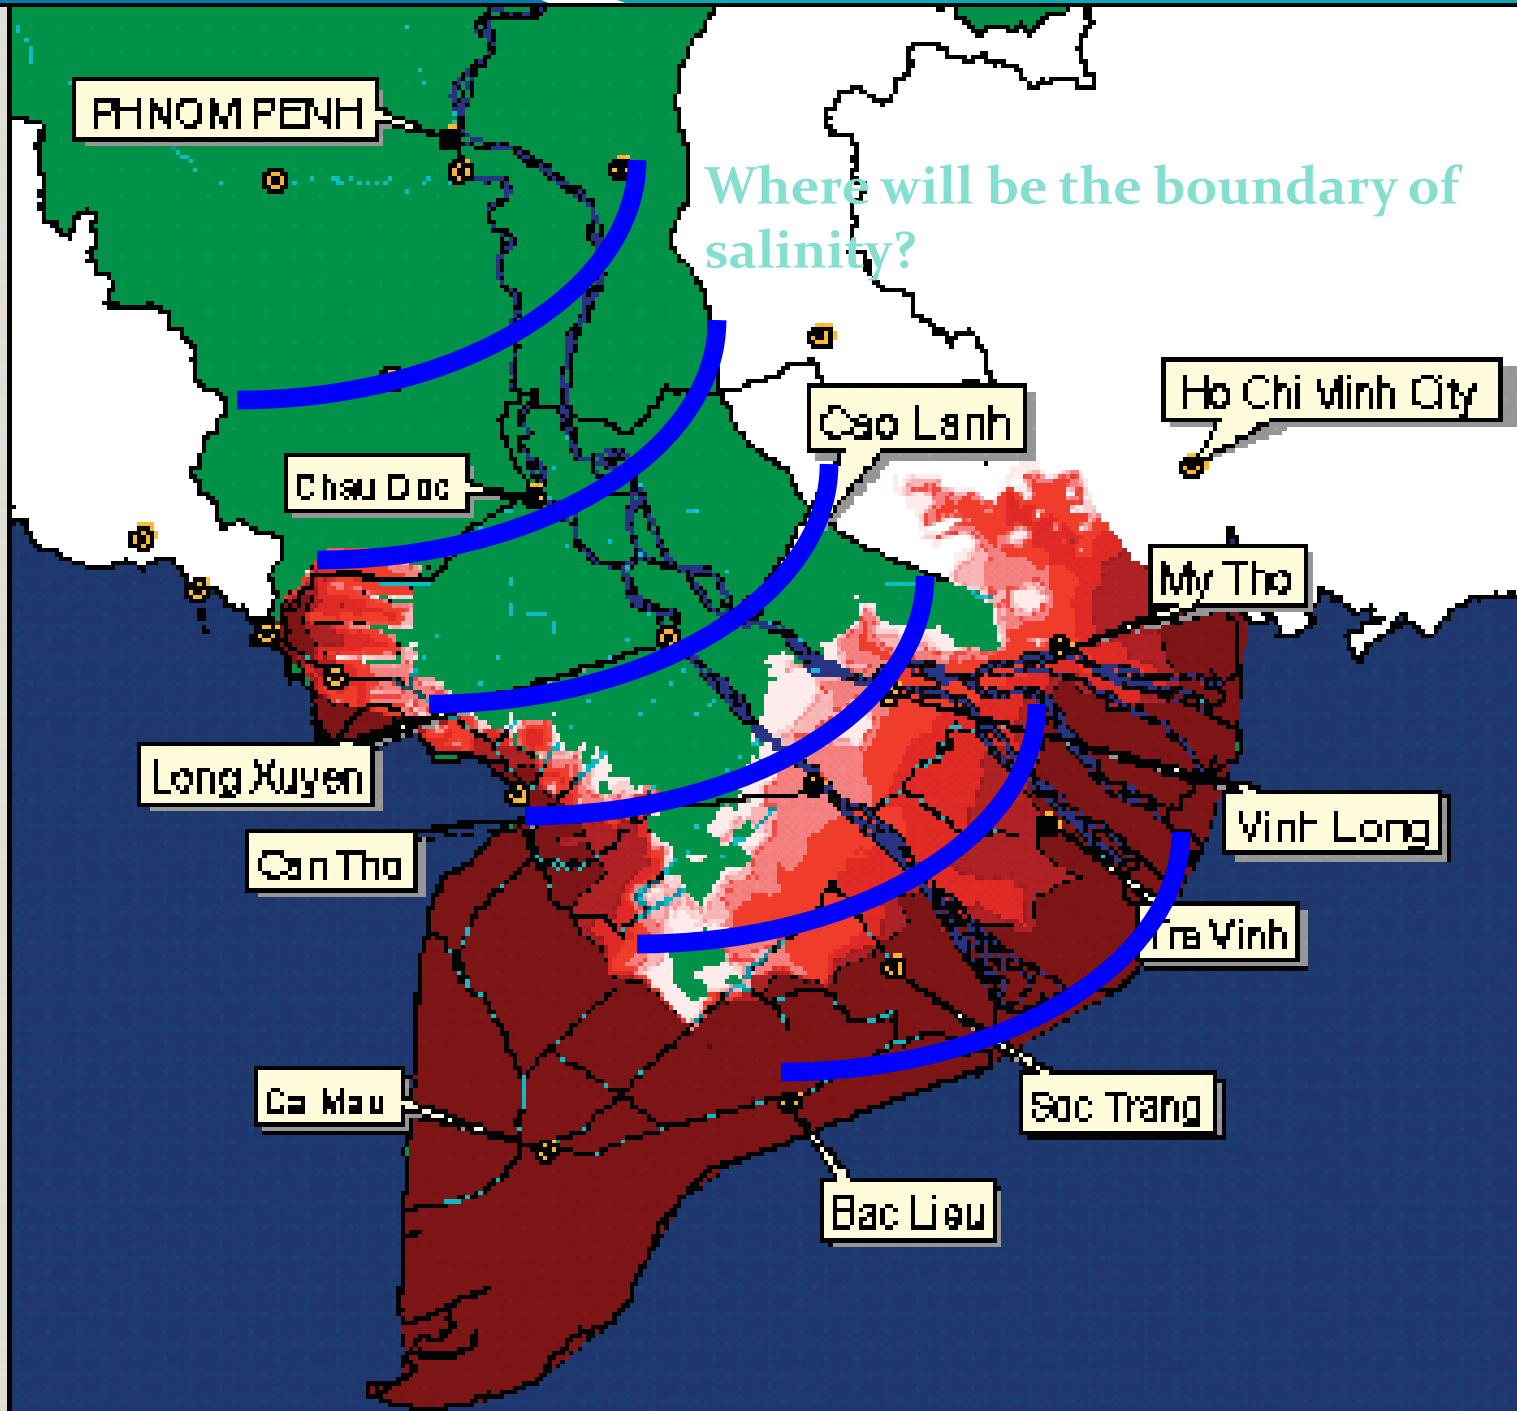 PHNOM PENH
Where will be the boundary of
salinity?
Ho Chi Minh City
Cao Lanh
Chau Doc
My Tho
Long Xuyen
Vinh Long
Can Tho
Tra Vinh
Ca Mau
Soc Trang
Bac Lieu